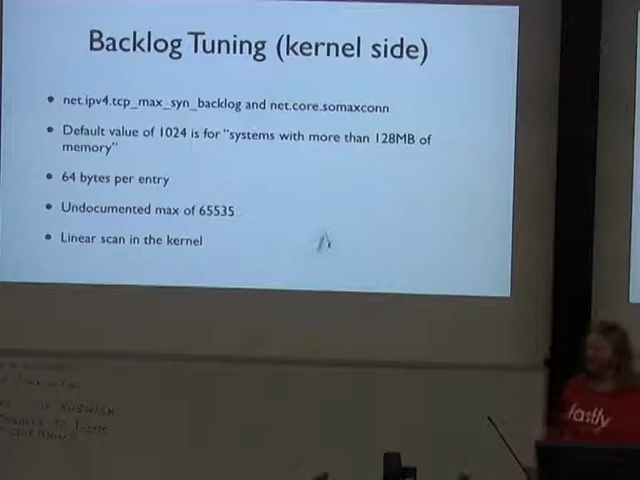 Backlog Tuning (kernel side)
• net.ipv4.tcp_max_syn_backlog and net.core.somaxconn
• Default value of 1024 is for "systems with more than 128MB of
memory"
• 64 bytes per entry
• Undocumented max of 65535
• Linear scan in the kernel
fastly